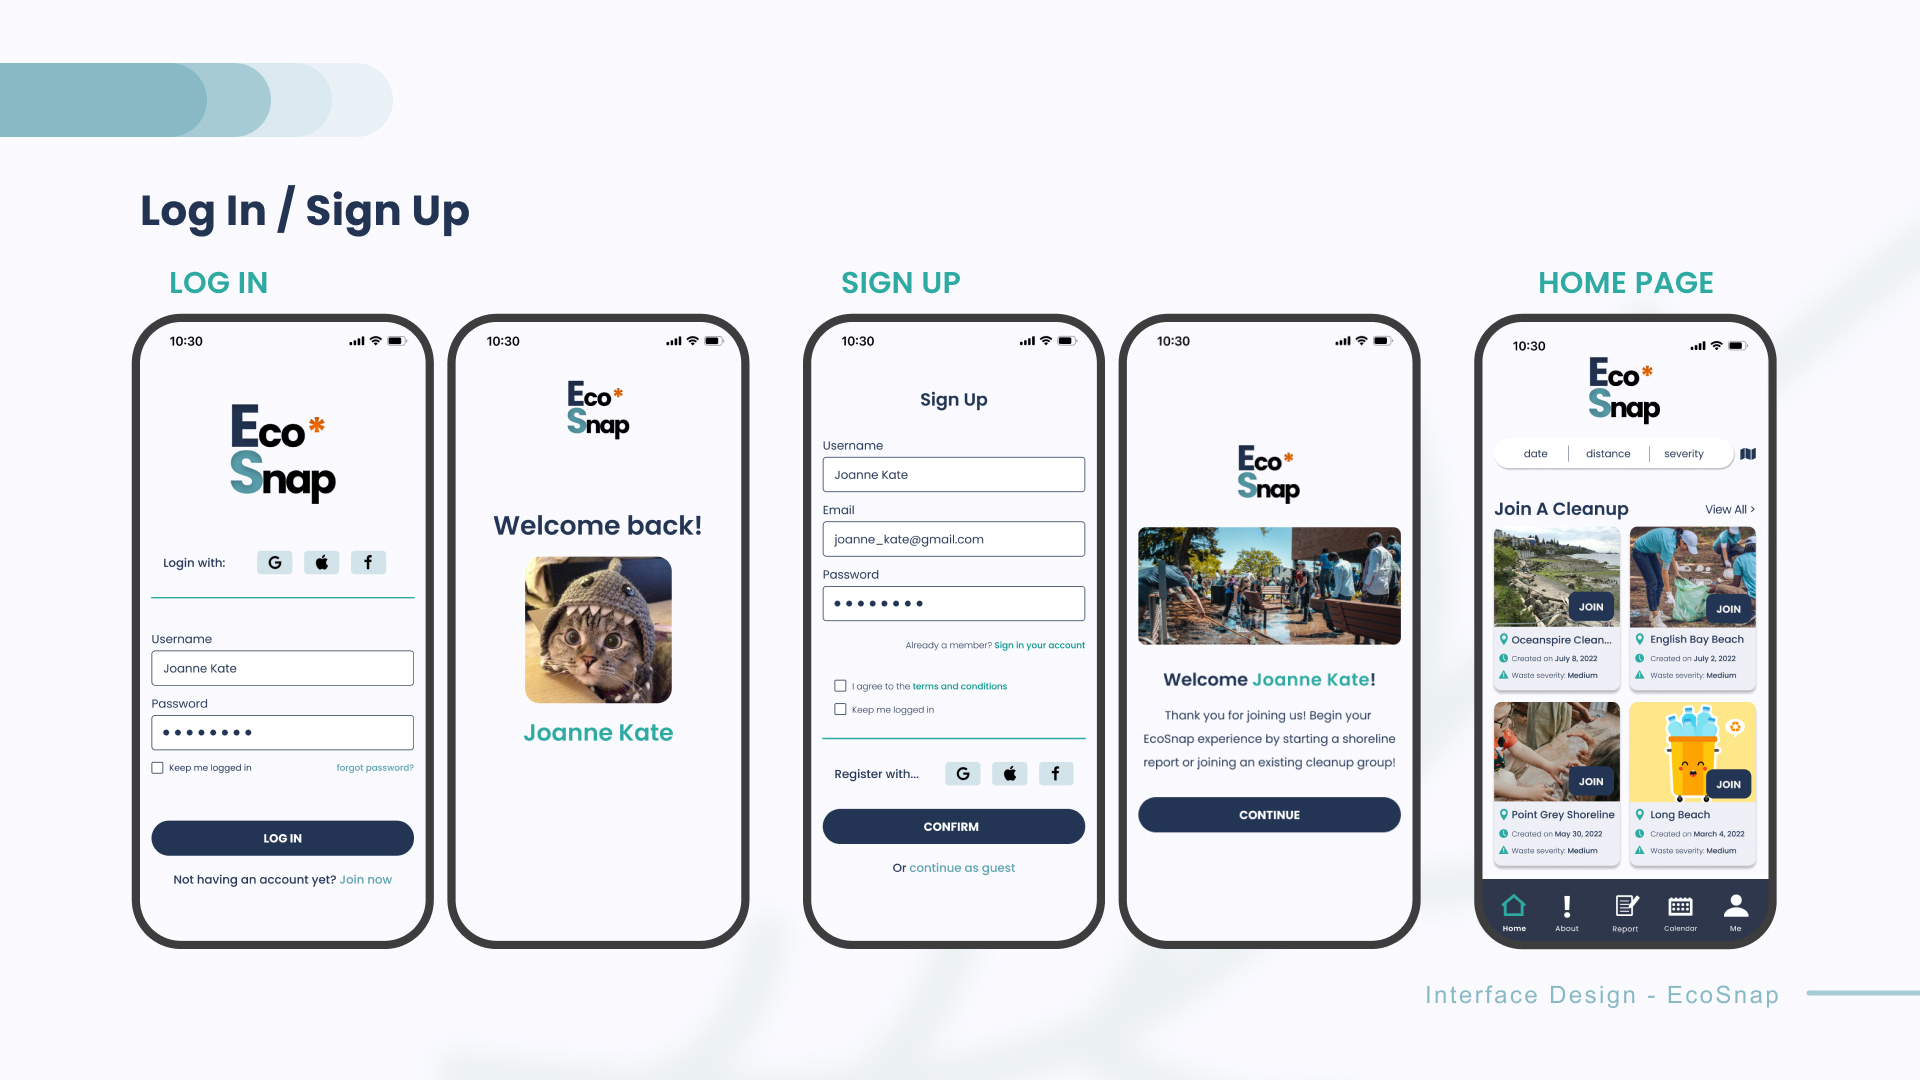 Log In / Sign Up
LOG IN
10:30
Eco*
Snap
Login with:
G
f
Username
Joanne Kate
Password
Keep me logged in
forgot password?
LOG IN
Not having an account yet? Join now
10:30
Eco*
Snap
Welcome back!
Joanne Kate
SIGN UP
10:30
Sign Up
Username
Joanne Kate
Email
joanne_kate@gmail.com
Password
Already a member? Sign in your account
I agree to the terms and conditions
Keep me logged in
Register with...
G
f
CONFIRM
Or continue as guest
10:30
Eco*
Snap
Welcome Joanne Kate!
Thank you for joining us! Begin your
EcoSnap experience by starting a shoreline
report or joining an existing cleanup group!
CONTINUE
HOME PAGE
10:30
Eco*
Snap
date distance severity
Join A Cleanup
View All >
JOIN
Oceanspire Clean...
Created on July 8, 2022
Waste severity: Medium
JOIN
English Bay Beach
Created on July 2, 2022
Waste severity: Medium
JOIN
Point Grey Shoreline
Created on May 30, 2022
Waste severity: Medium
JOIN
Long Beach
Created on March 4, 2022
Waste severity: Medium
Home About Report Calendar Me
Interface Design - EcoSnap